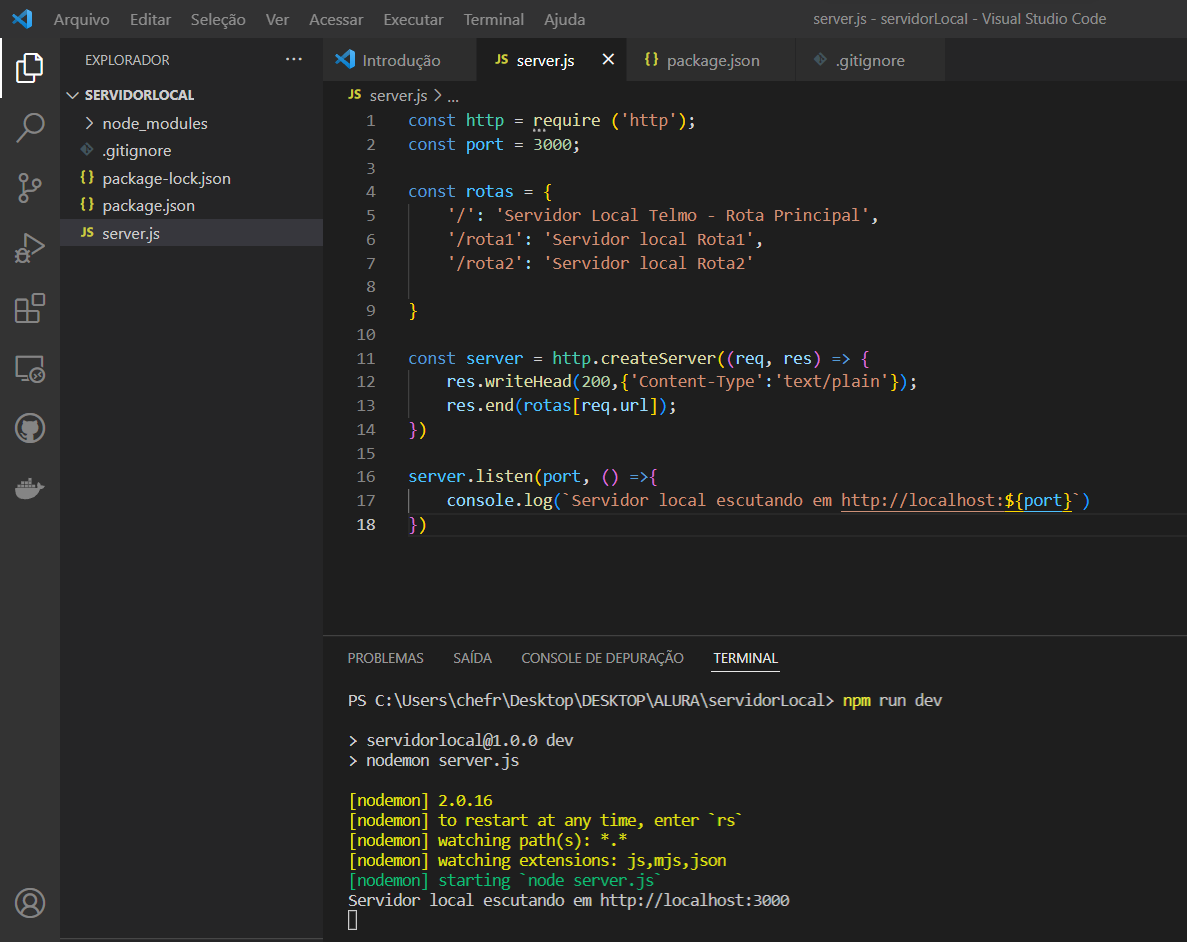 Arquivo Editar Seleção Ver Acessar Executar Terminal Ajuda server.js - servidorLocal - Visual Studio Code
EXPLORADOR ...
SERVIDORLOCAL
node_modules
.gitignore
{} package-lock.json
{} package.json
JS server.js
Introdução JS server.js {} package.json .gitignore
JS server.js > ...
1 const http = require ('http');
2 const port = 3000;
3
4 const rotas = {
5 '/': 'Servidor Local Telmo - Rota Principal',
6 '/rota1': 'Servidor local Rota1',
7 '/rota2': 'Servidor local Rota2'
8
9 }
10
11 const server = http.createServer((req, res) => {
12 res.writeHead(200,{'Content-Type':'text/plain'});
13 res.end(rotas[req.url]);
14 })
15
16 server.listen(port, () =>{
17 console.log(`Servidor local escutando em http://localhost:${port}`)
18 })
PROBLEMAS SAÍDA CONSOLE DE DEPURAÇÃO TERMINAL
PS C:\Users\chefr\Desktop\DESKTOP\ALURA\servidorLocal> npm run dev
> servidorlocal@1.0.0 dev
> nodemon server.js
[nodemon] 2.0.16
[nodemon] to restart at any time, enter `rs`
[nodemon] watching path(s): *.*
[nodemon] watching extensions: js,mjs,json
[nodemon] starting `node server.js`
Servidor local escutando em http://localhost:3000